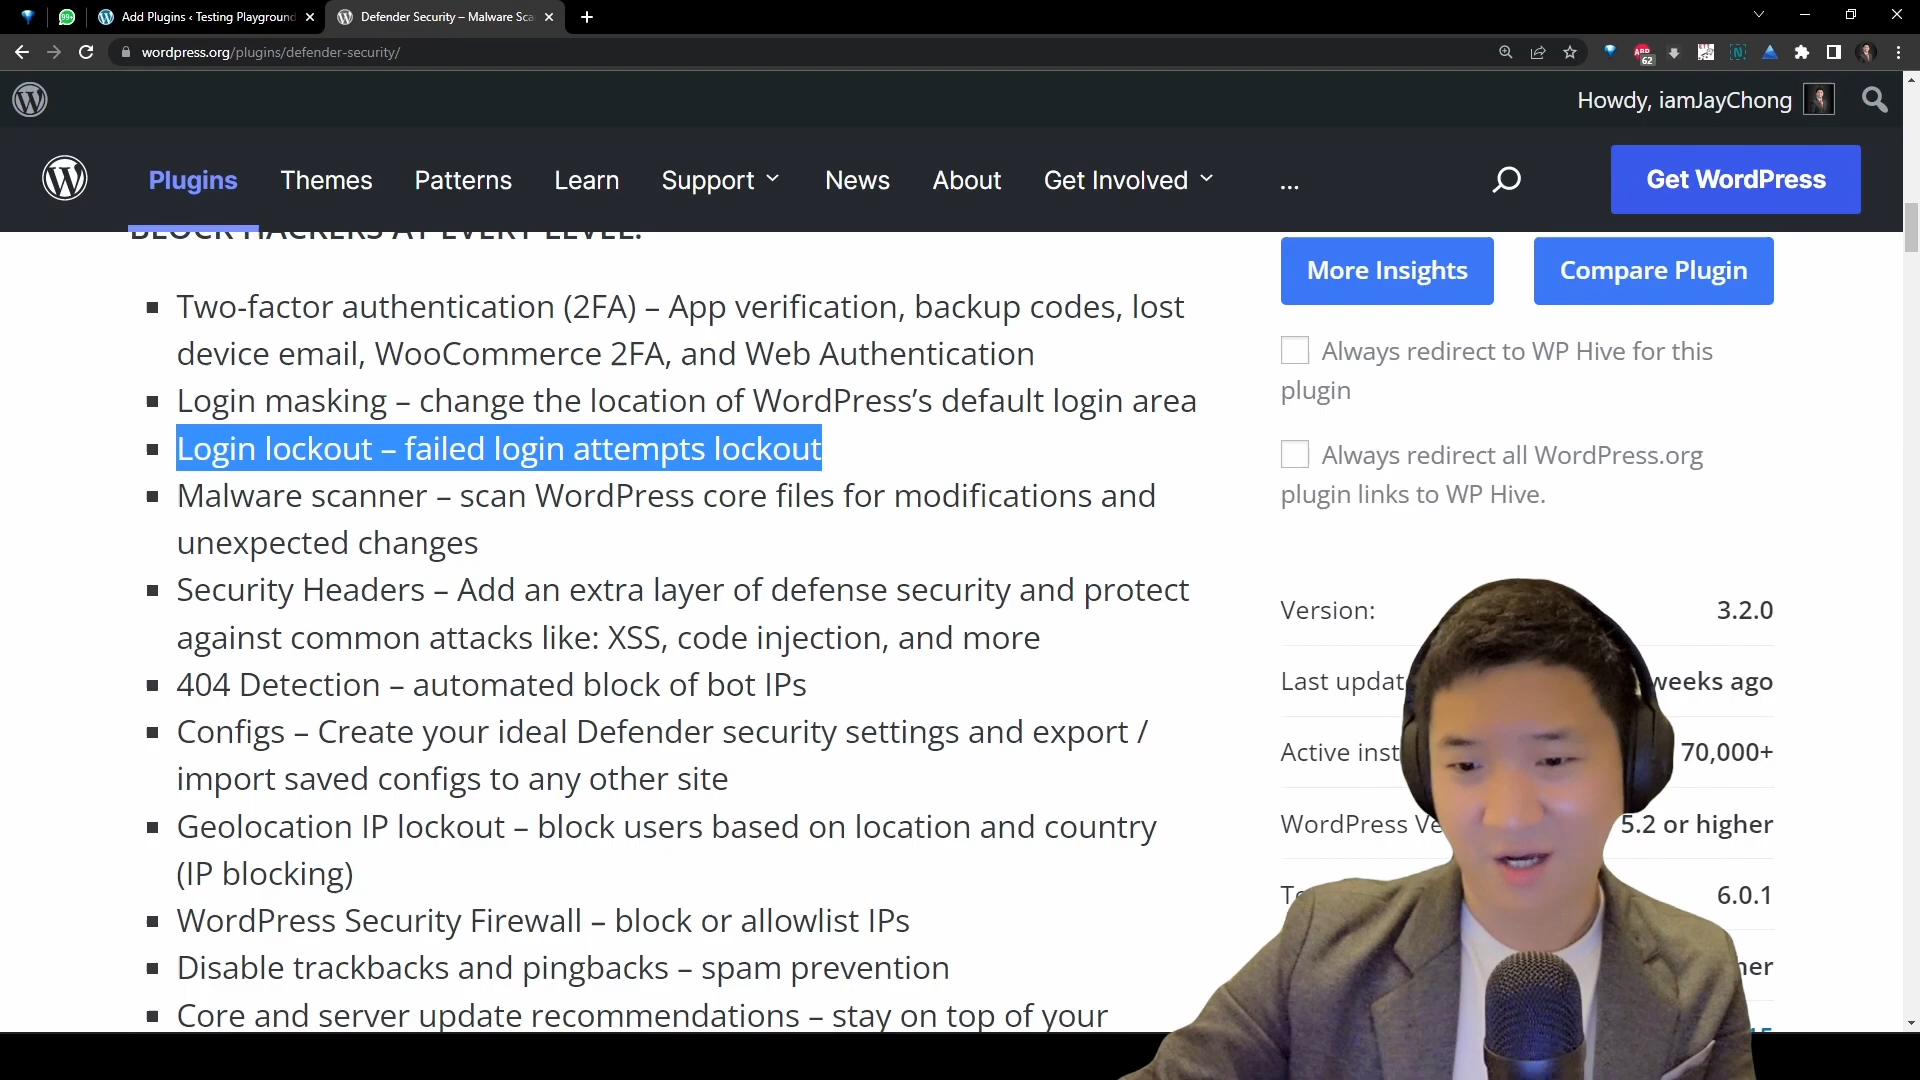 Add Plugins ‹ Testing Playground
Defender Security – Malware Sca
wordpress.org/plugins/defender-security/
ABP
62
Howdy, iamJayChong
Plugins
Themes
Patterns
Learn
Support
News
About
Get Involved
...
Get WordPress
BLOCK HACKERS AT EVERY LEVEL:
Two-factor authentication (2FA) – App verification, backup codes, lost
device email, WooCommerce 2FA, and Web Authentication
Login masking – change the location of WordPress’s default login area
Login lockout – failed login attempts lockout
Malware scanner – scan WordPress core files for modifications and
unexpected changes
Security Headers – Add an extra layer of defense security and protect
against common attacks like: XSS, code injection, and more
404 Detection – automated block of bot IPs
Configs – Create your ideal Defender security settings and export /
import saved configs to any other site
Geolocation IP lockout – block users based on location and country
(IP blocking)
WordPress Security Firewall – block or allowlist IPs
Disable trackbacks and pingbacks – spam prevention
Core and server update recommendations – stay on top of your
More Insights
Compare Plugin
Always redirect to WP Hive for this
plugin
Always redirect all WordPress.org
plugin links to WP Hive.
Version: 3.2.0
Last updat weeks ago
Active inst 70,000+
WordPress Ve 5.2 or higher
6.0.1